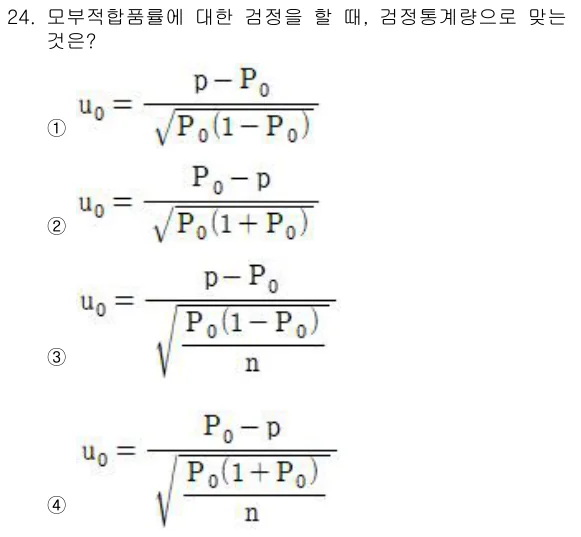 24. 모부적합품률에 대한 검정을 할 때, 검정통계량으로 맞는
것은?
① u₀ = (p − P₀) / √(P₀(1 − P₀))
② u₀ = (P₀ − p) / √(P₀(1 + P₀))
③ u₀ = (p − P₀) / √(P₀(1 − P₀) / n)
④ u₀ = (P₀ − p) / √(P₀(1 + P₀) / n)